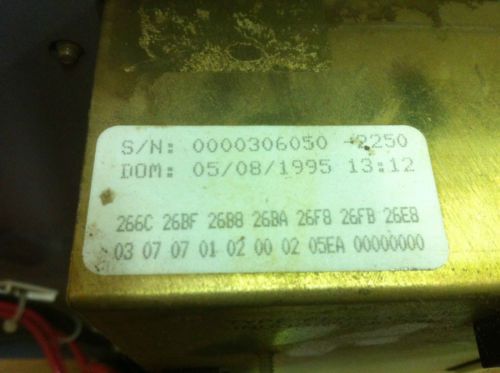 S/N: 0000306050 -2250
DOM: 05/08/1995 13:12
266C 26BF 26B8 26BA 26F8 26FB 26E8
03 07 07 01 02 00 02 05EA 00000000